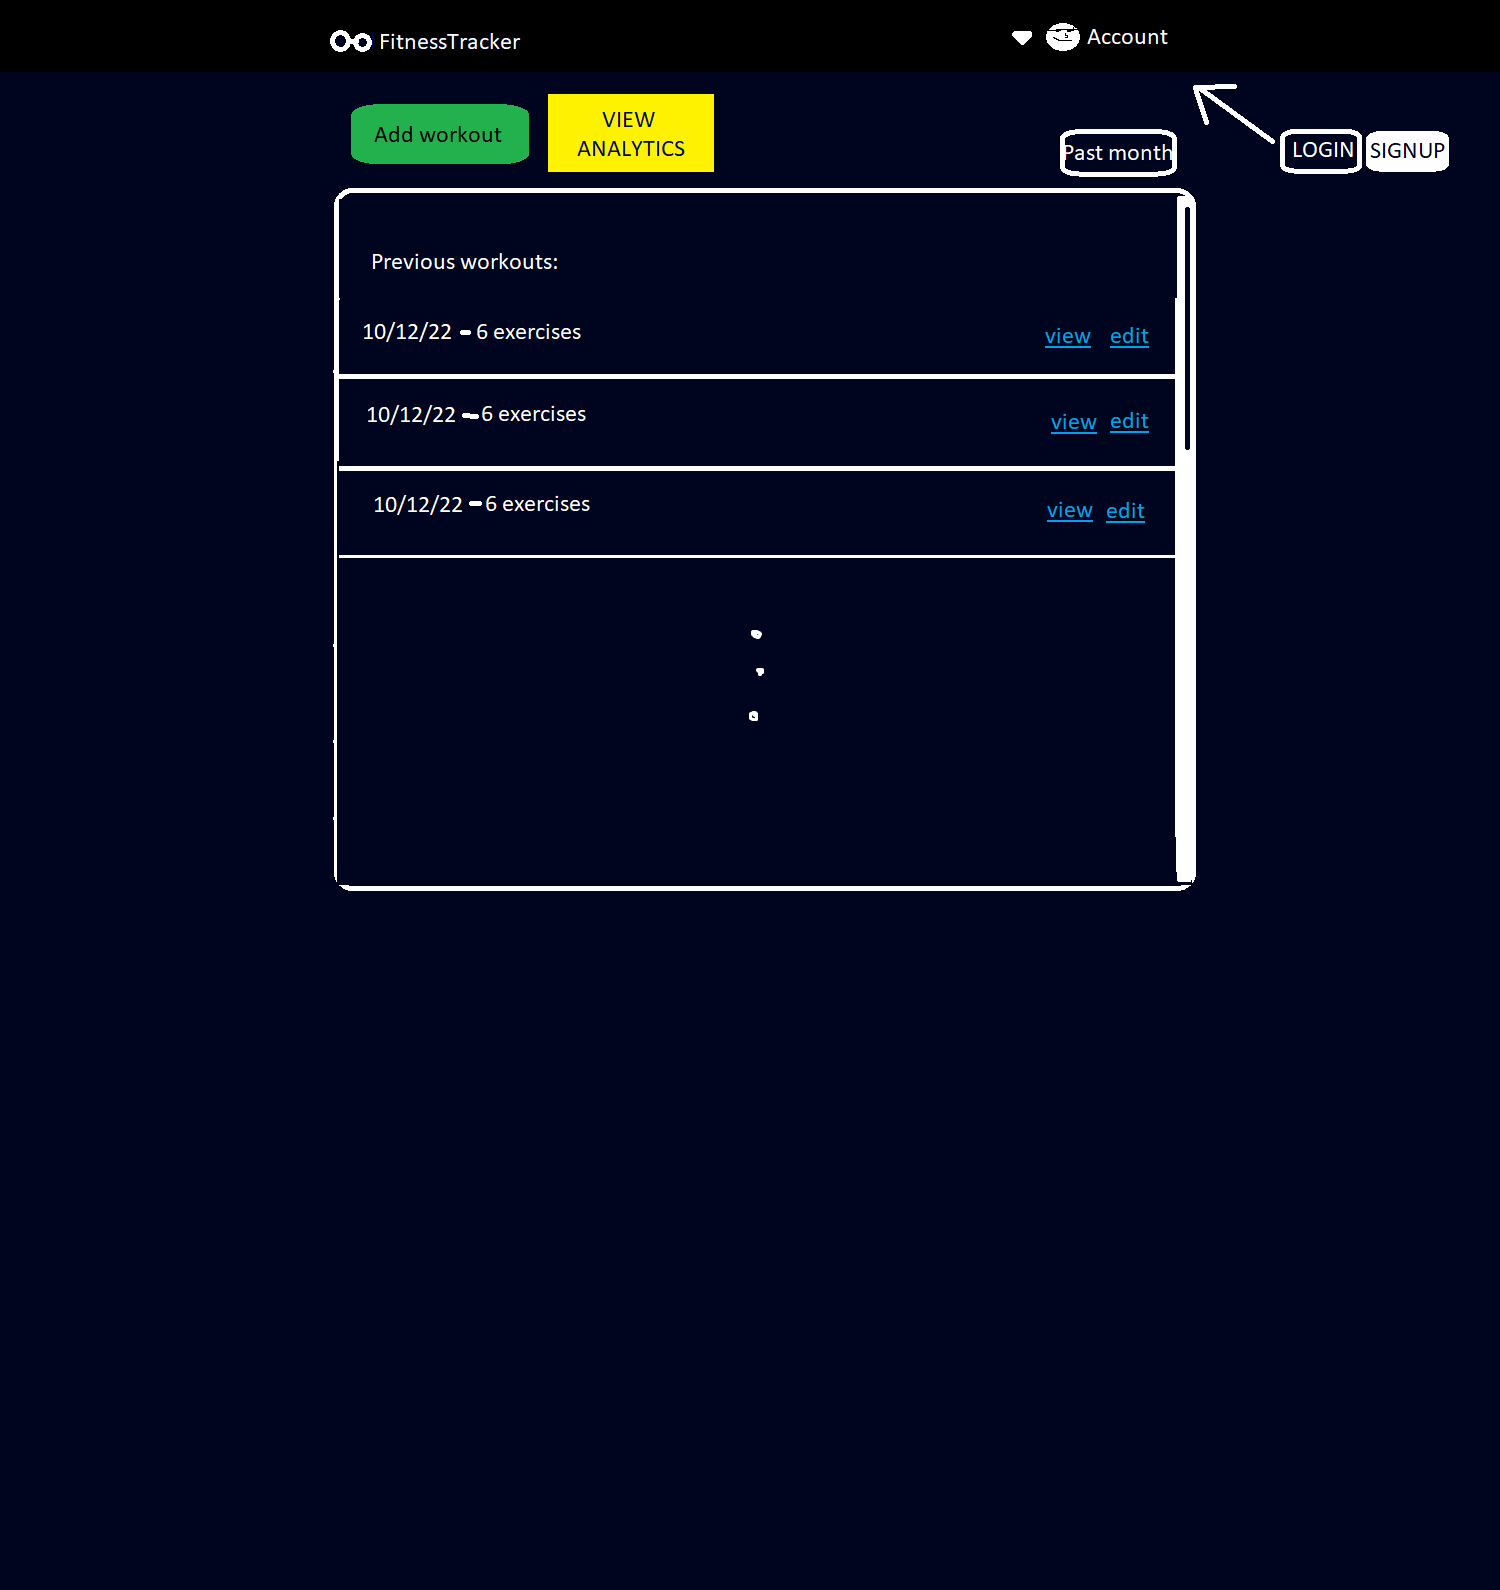 FitnessTracker
Account
Add workout
VIEW
ANALYTICS
Past month
LOGIN
SIGNUP
Previous workouts:
10/12/22 - 6 exercises
view edit
10/12/22 - 6 exercises
view edit
10/12/22 - 6 exercises
view edit